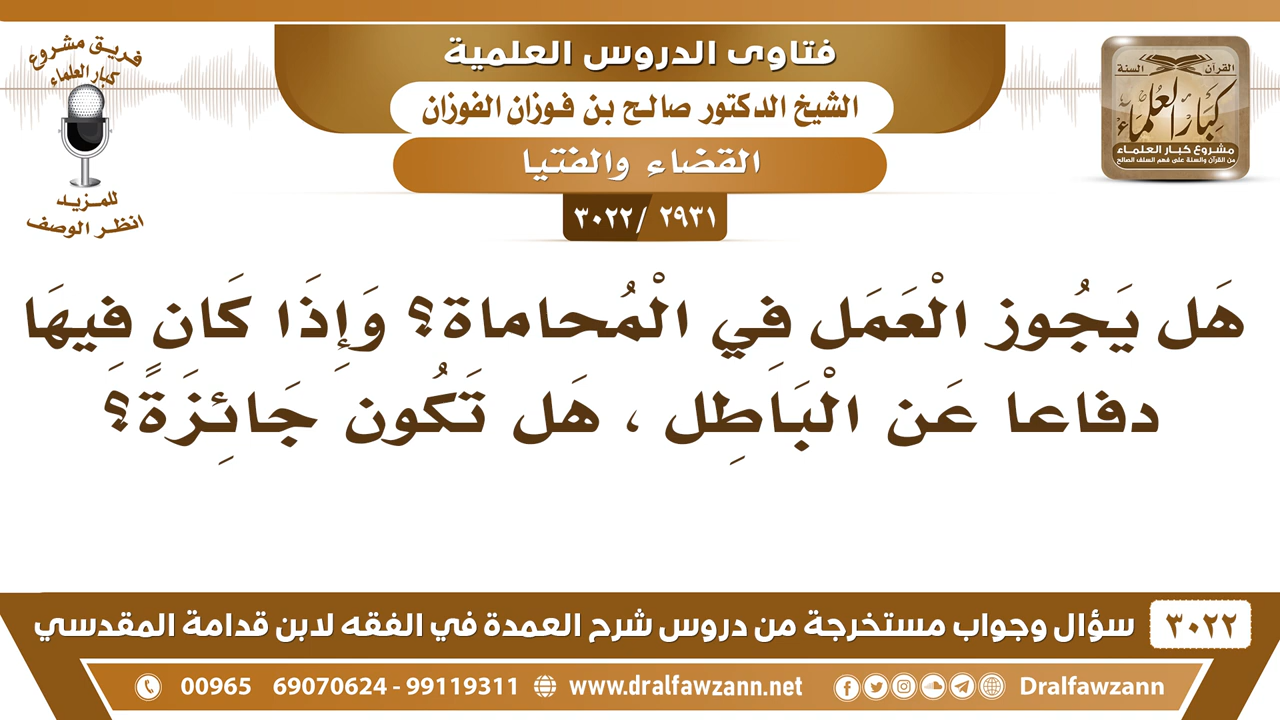 فتاوى الدروس العلمية
الشيخ الدكتور صالح بن فوزان الفوزان
القضاء والفتيا
٢٩٣١ / ٣٠٢٢
فريق مشروع
كبار العلماء
للمزيد
انظر الوصف
القرآن السنة
كبار العلماء
مشروع كبار العلماء
من القرآن والسنة على فهم السلف الصالح
هَل يَجُوز الْعَمَل فِي الْمُحاماة؟ وَإِذَا كَان فِيهَا
دفاعا عَن الْبَاطِل ، هَل تَكُون جَائِزَةً؟
٣٠٢٢ سؤال وجواب مستخرجة من دروس شرح العمدة في الفقه لابن قدامة المقدسي
00965 69070624 - 99119311 www.dralfawzann.net Dralfawzann